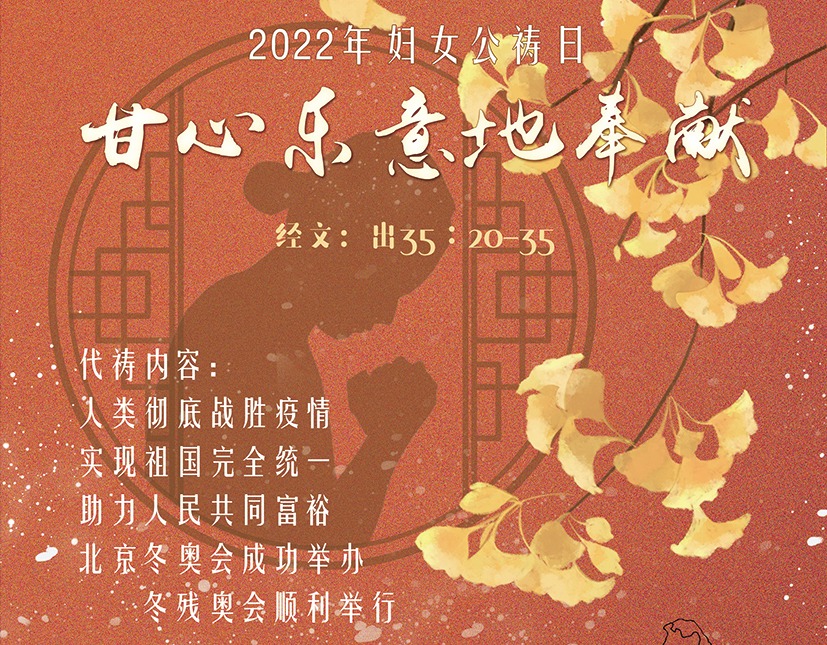 2022年妇女公祷日
甘心乐意地奉献
经文：出35：20-35
代祷内容：
人类彻底战胜疫情
实现祖国完全统一
助力人民共同富裕
北京冬奥会成功举办
冬残奥会顺利举行